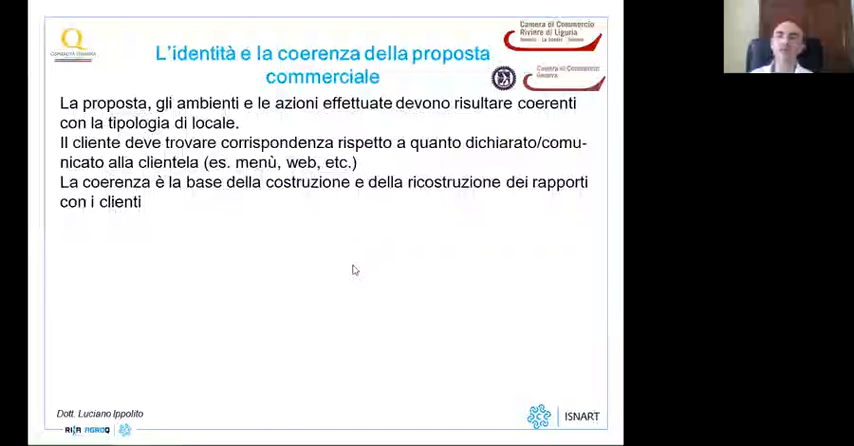 Camera di Commercio
Riviere di Liguria
Imperia - La Spezia - Savona
Q
L'identità e la coerenza della proposta
commerciale
Camera di Commercio
Genova
La proposta, gli ambienti e le azioni effettuate devono risultare coerenti
con la tipologia di locale.
Il cliente deve trovare corrispondenza rispetto a quanto dichiarato/comu-
nicato alla clientela (es. menù, web, etc.)
La coerenza è la base della costruzione e della ricostruzione dei rapporti
con i clienti
Dott. Luciano Ippolito
RINA AGROQ
ISNART